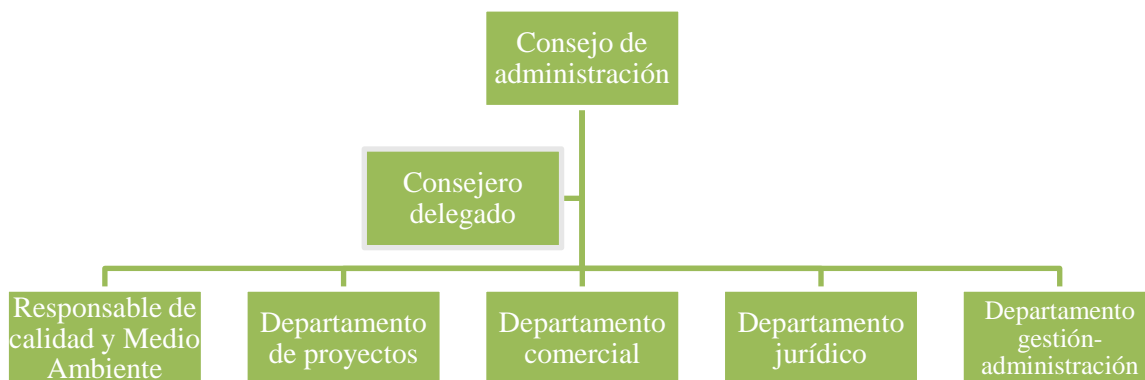 Consejo de
administración
Consejero
delegado
Responsable de
calidad y Medio
Ambiente
Departamento
de proyectos
Departamento
comercial
Departamento
jurídico
Departamento
gestión-
administración